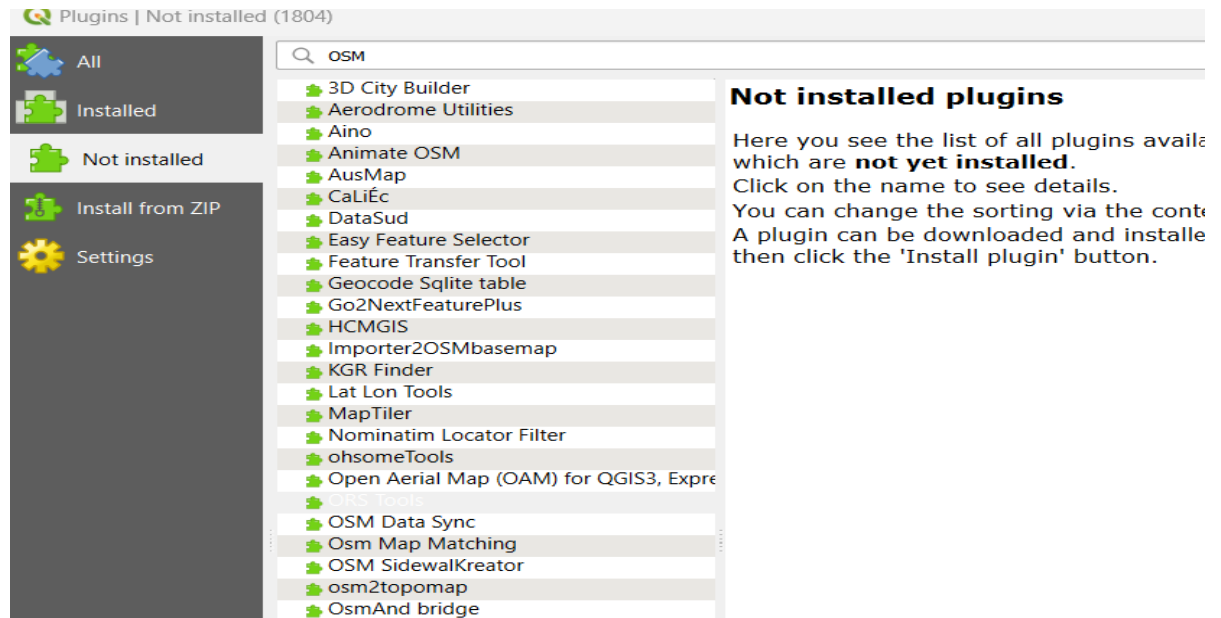 Plugins | Not installed (1804)
All
Installed
Not installed
Install from ZIP
Settings
OSM
3D City Builder
Aerodrome Utilities
Aino
Animate OSM
AusMap
CaLiÉc
DataSud
Easy Feature Selector
Feature Transfer Tool
Geocode Sqlite table
Go2NextFeaturePlus
HCMGIS
Importer2OSMbasemap
KGR Finder
Lat Lon Tools
MapTiler
Nominatim Locator Filter
ohsomeTools
Open Aerial Map (OAM) for QGIS3, Expre
ORS Tools
OSM Data Sync
Osm Map Matching
OSM SidewalKreator
osm2topomap
OsmAnd bridge
Not installed plugins
Here you see the list of all plugins availa
which are not yet installed.
Click on the name to see details.
You can change the sorting via the conte
A plugin can be downloaded and installe
then click the 'Install plugin' button.